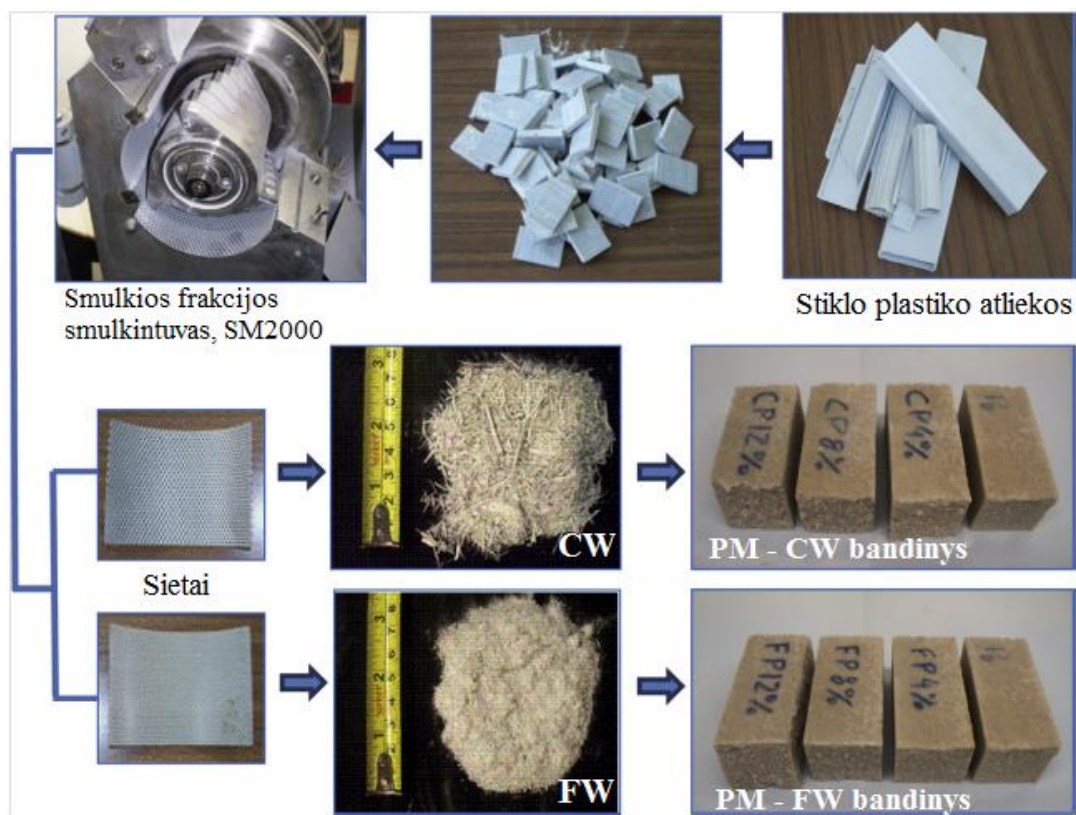 Smulkios frakcijos
smulkintuvas, SM2000
Stiklo plastiko atliekos
Sietai
CW
CP12%
CP8%
CP4%
PM - CW bandinys
FW
FP12%
FP8%
FP4%
PM - FW bandinys